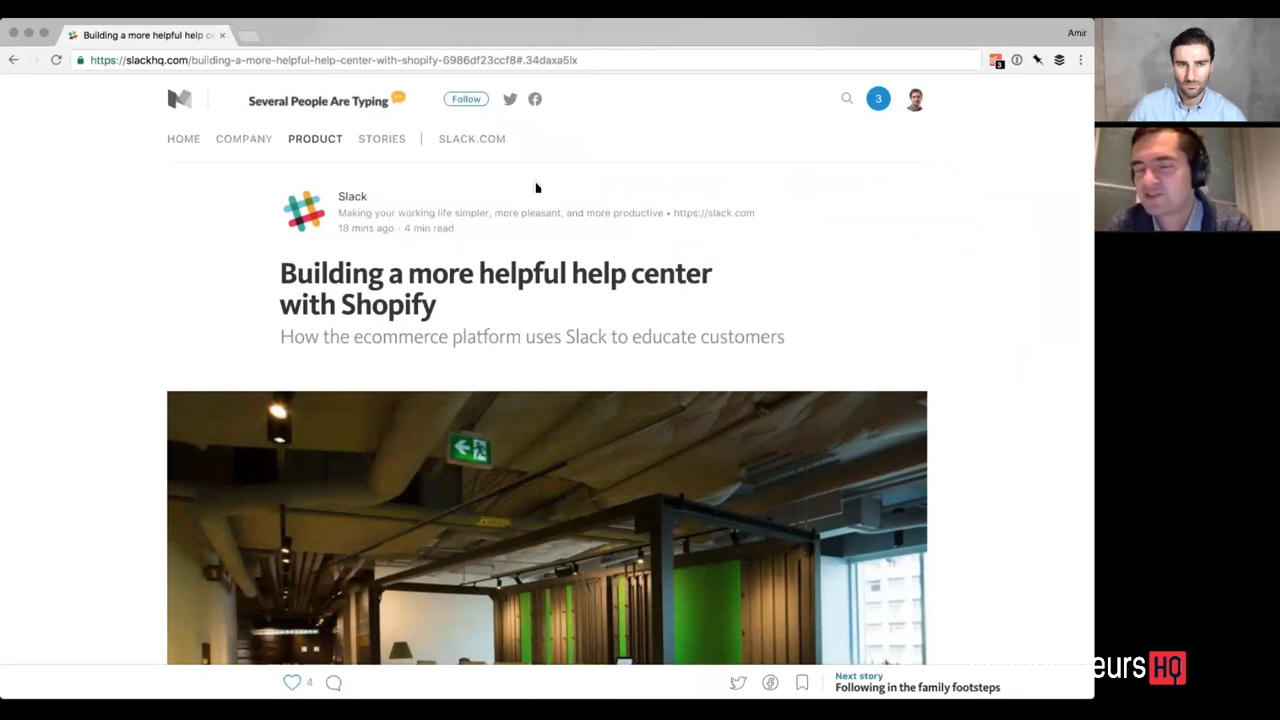 Building a more helpful help ce
Amir
https://slackhq.com/building-a-more-helpful-help-center-with-shopify-6986df23ccf8#.34daxa5lx
3
Several People Are Typing
Follow
3
HOME COMPANY PRODUCT STORIES | SLACK.COM
Slack
Making your working life simpler, more pleasant, and more productive • https://slack.com
18 mins ago · 4 min read
Building a more helpful help center
with Shopify
How the ecommerce platform uses Slack to educate customers
4
Next story
Following in the family footsteps
eurs HQ